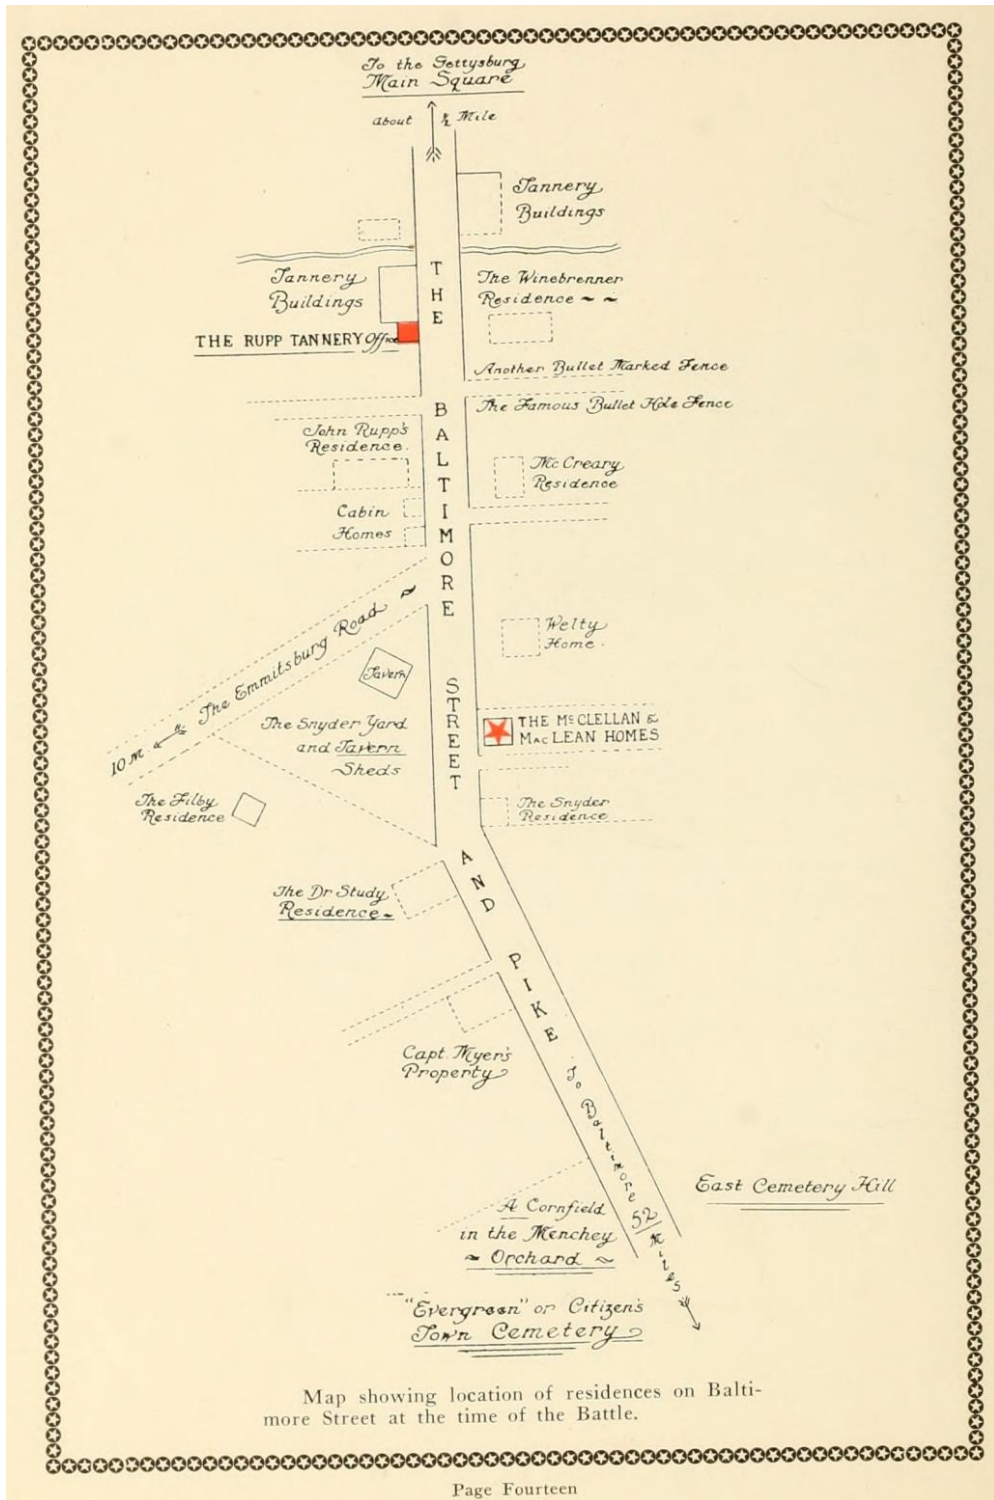 To the Gettysburg
Main Square
about ½ Mile
Tannery
Buildings
Tannery
Buildings
The Winebrenner
Residence ~ ~
THE RUPP TANNERY Office
Another Bullet Marked Fence
The Famous Bullet Hole Fence
John Rupp's
Residence.
McCreary
Residence
Cabin
Homes
THE BALTIMORE STREET AND PIKE
To Baltimore 52 Miles
The Emmitsburg Road
10 M
Welty
Home.
Tavern
THE McCLELLAN &
MacLEAN HOMES
The Snyder Yard
and Tavern
Sheds
The Filby
Residence
The Snyder
Residence
The Dr Study
Residence ~
Capt. Myer's
Property
East Cemetery Hill
A Cornfield
in the Menchey
~ Orchard ~
"Evergreen" or Citizen's
Town Cemetery
Map showing location of residences on Balti-
more Street at the time of the Battle.
Page Fourteen